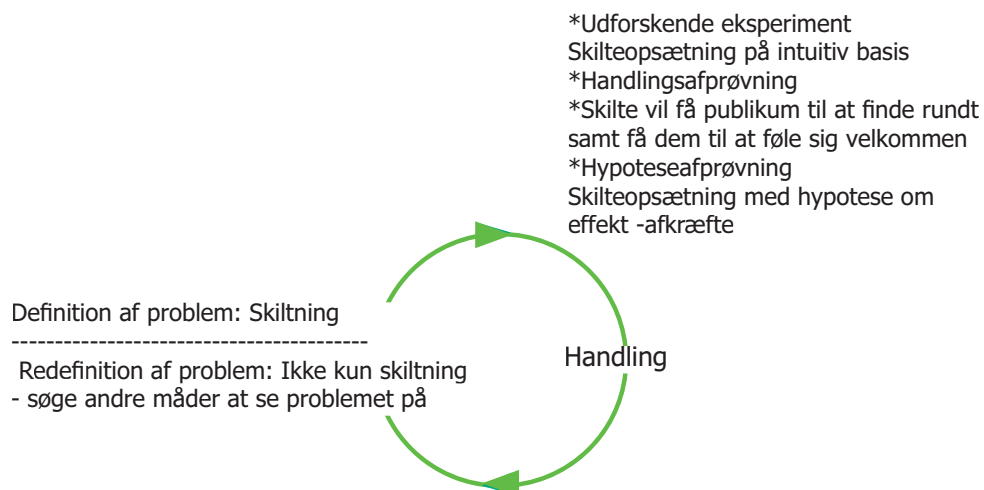 *Udforskende eksperiment
Skilteopsætning på intuitiv basis
*Handlingsafprøvning
*Skilte vil få publikum til at finde rundt
samt få dem til at føle sig velkommen
*Hypoteseafprøvning
Skilteopsætning med hypotese om
effekt -afkræfte
Definition af problem: Skiltning
-----------------------------------------
Redefinition af problem: Ikke kun skiltning
- søge andre måder at se problemet på
Handling